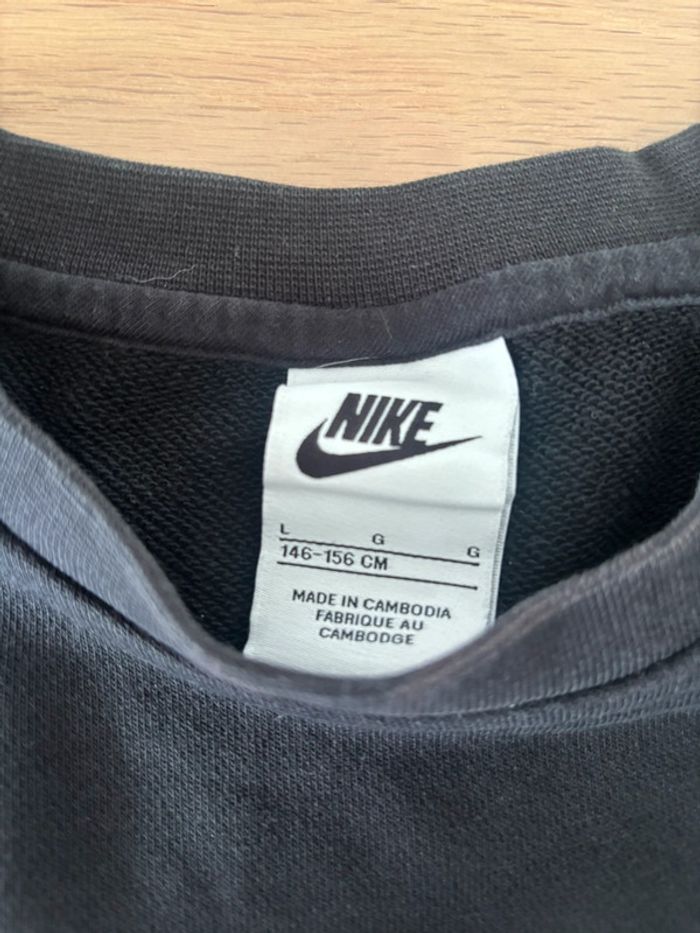 NIKE
L G G
146-156 CM
MADE IN CAMBODIA
FABRIQUE AU
CAMBODGE